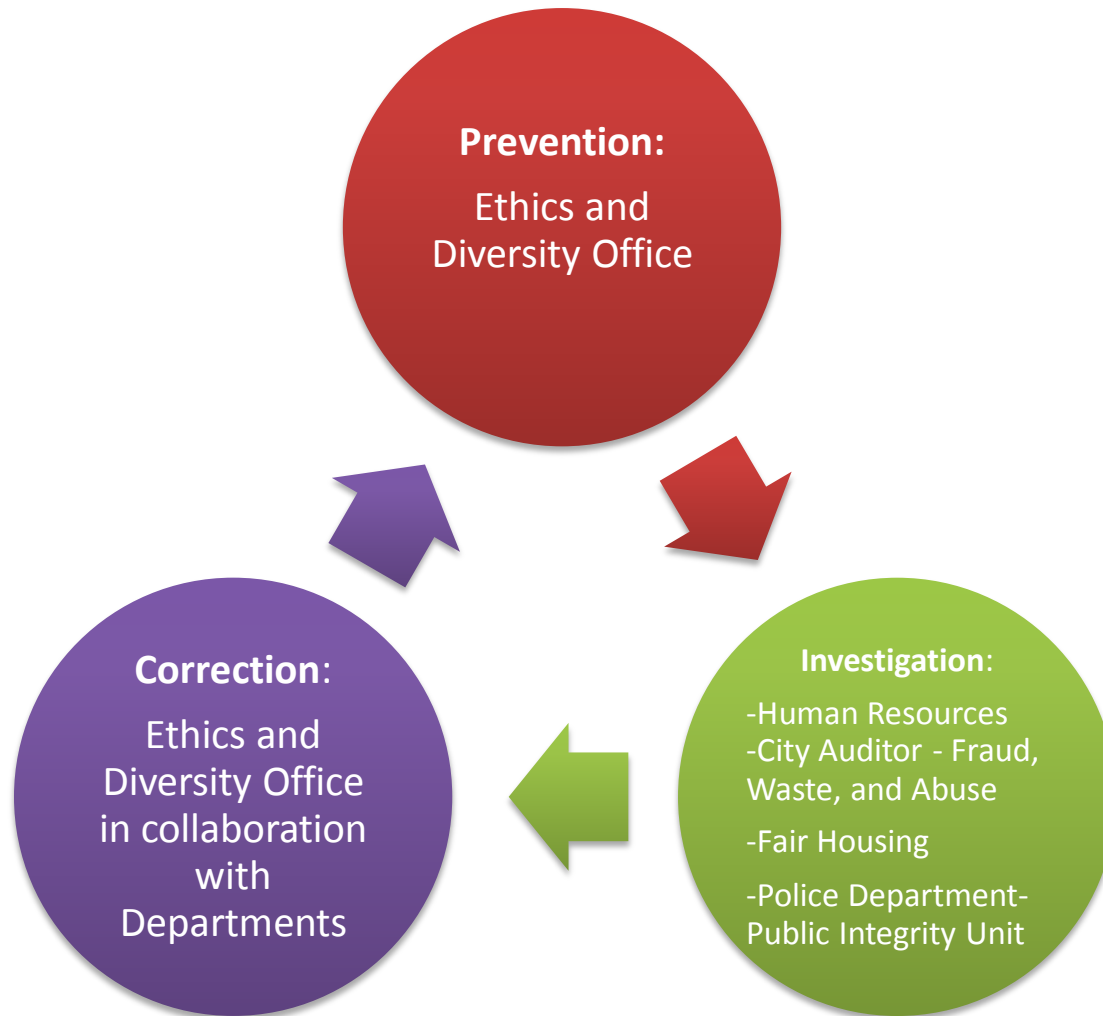 Prevention:
Ethics and
Diversity Office
Correction:
Ethics and
Diversity Office
in collaboration
with
Departments
Investigation:
-Human Resources
-City Auditor - Fraud,
Waste, and Abuse
-Fair Housing
-Police Department-
Public Integrity Unit